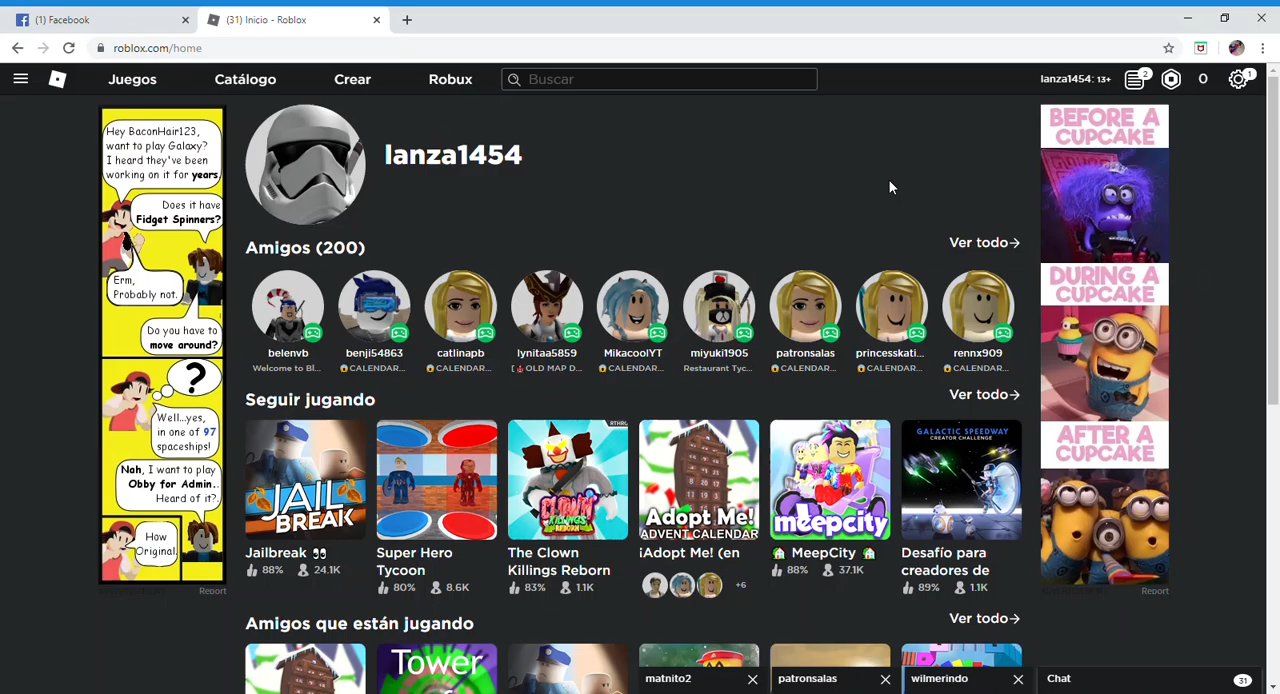 (1) Facebook
(31) Inicio - Roblox
roblox.com/home
Juegos
Catálogo
Crear
Robux
Buscar
lanza1454: 13+
2
0
1
Hey BaconHair123,
want to play Galaxy?
I heard they've been
working on it for years.
Does it have
Fidget Spinners?
Erm,
Probably not.
Do you have to
move around?
?
Well...yes,
in one of 97
spaceships!
Nah, I want to play
Obby for Admin..
Heard of it?
How
Original.
Report
lanza1454
Amigos (200)
Ver todo→
belenvb
benji54863
catlinapb
lynitaa5859
MikacoolYT
miyuki1905
patronsalas
princesskati...
rennx909
Welcome to Bl...
CALENDAR...
CALENDAR...
[ OLD MAP D...
CALENDAR...
Restaurant Tyc...
CALENDAR...
CALENDAR...
CALENDAR...
Seguir jugando
Ver todo→
JAIL
BREAK
RTHRO
CLOWN
KILLINGS
REBORN
Adopt Me!
ADVENT CALENDAR
meepcity
GALACTIC SPEEDWAY
CREATOR CHALLENGE
Jailbreak 👀
88% 24.1K
Super Hero
Tycoon
80% 8.6K
The Clown
Killings Reborn
83% 1.1K
¡Adopt Me! (en
+6
🏠 MeepCity 🏠
88% 37.1K
Desafío para
creadores de
89% 1.1K
Amigos que están jugando
Ver todo→
Tower
BEFORE A
CUPCAKE
DURING A
CUPCAKE
AFTER A
CUPCAKE
Report
matnito2
patronsalas
wilmerindo
Chat
31